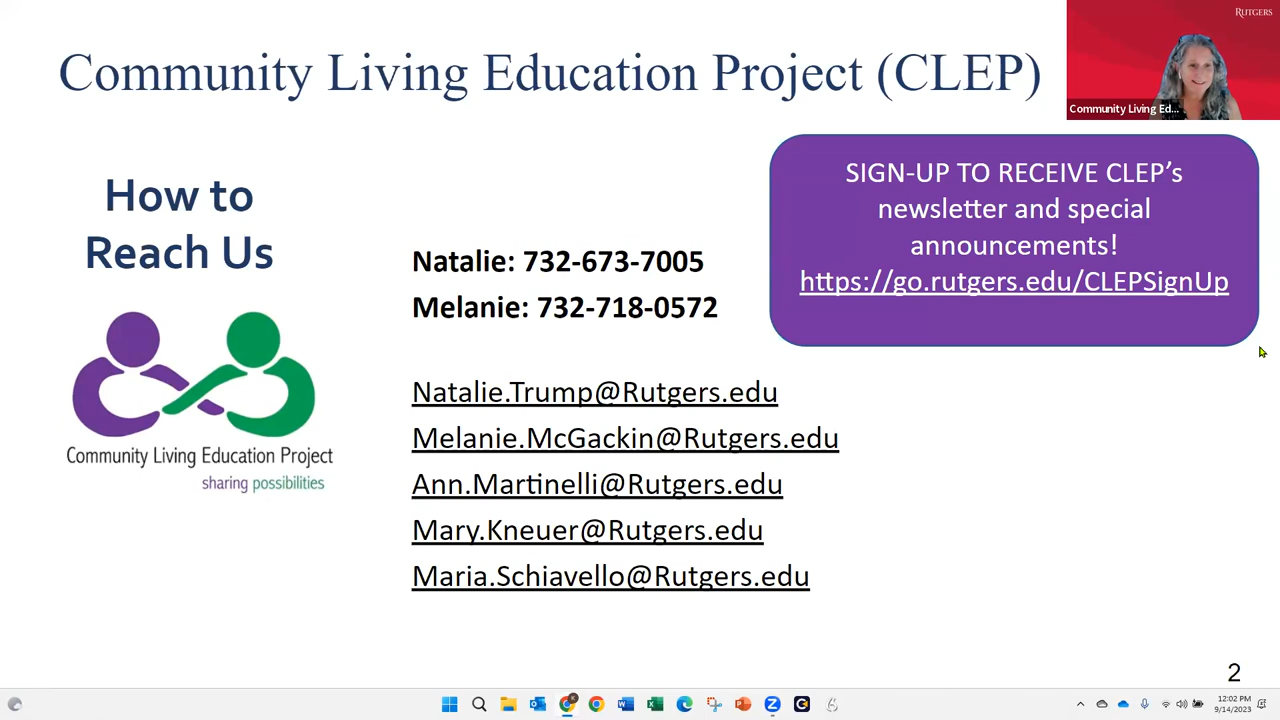 RUTGERS
Community Living Education Project (CLEP)
Community Living Ed...
How to
Reach Us
SIGN-UP TO RECEIVE CLEP’s
newsletter and special
announcements!
https://go.rutgers.edu/CLEPSignUp
Natalie: 732-673-7005
Melanie: 732-718-0572
Natalie.Trump@Rutgers.edu
Melanie.McGackin@Rutgers.edu
Ann.Martinelli@Rutgers.edu
Mary.Kneuer@Rutgers.edu
Maria.Schiavello@Rutgers.edu
Community Living Education Project
sharing possibilities
2
12:02 PM
9/14/2023